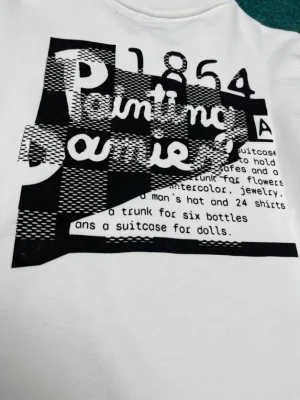 1854
Painting
Damier
A
suitcase
to hold
safes and a
trunk for flowers
watercolor, jewelry,
a man's hat and 24 shirts
a trunk for six bottles
ans a suitcase for dolls.